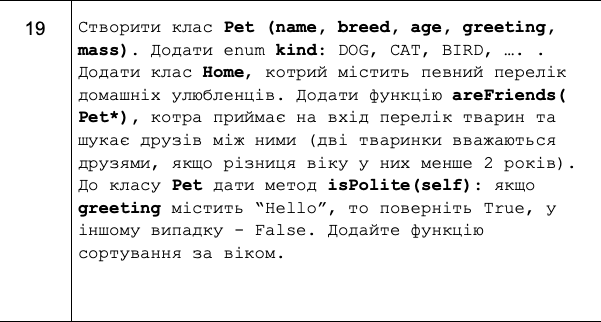 19
Створити клас Pet (name, breed, age, greeting,
mass). Додати enum kind: DOG, CAT, BIRD, …. .
Додати клас Home, котрий містить певний перелік
домашніх улюбленців. Додати функцію areFriends(
Pet*), котра приймає на вхід перелік тварин та
шукає друзів між ними (дві тваринки вважаються
друзями, якщо різниця віку у них менше 2 років).
До класу Pet дати метод isPolite(self): якщо
greeting містить “Hello”, то поверніть True, у
іншому випадку – False. Додайте функцію
сортування за віком.